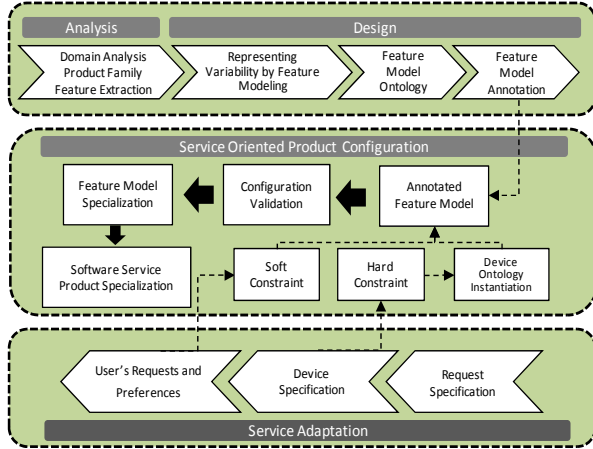 Analysis
Design
Domain Analysis
Product Family
Feature Extraction
Representing
Variability by Feature
Modeling
Feature
Model
Ontology
Feature
Model
Annotation
Service Oriented Product Configuration
Feature Model
Specialization
Configuration
Validation
Annotated
Feature Model
Software Service
Product Specialization
Soft
Constraint
Hard
Constraint
Device
Ontology
Instantiation
User's Requests and
Preferences
Device
Specification
Request
Specification
Service Adaptation